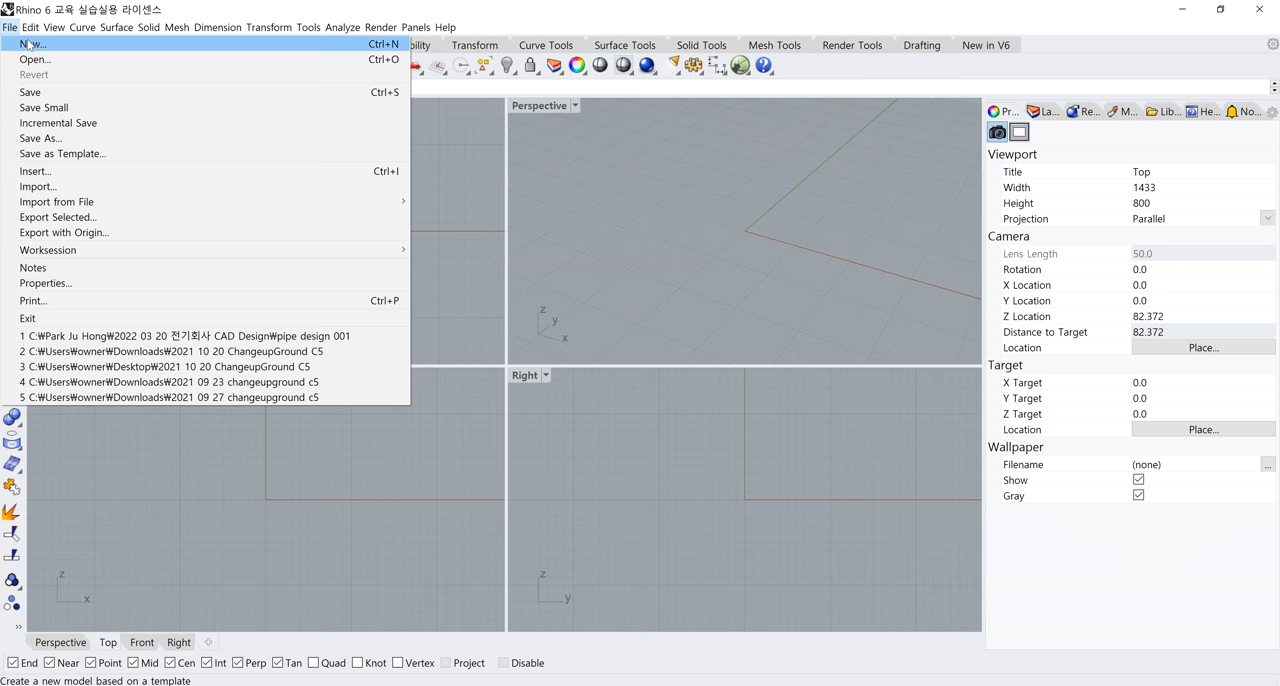 Rhino 6 교육 실습실용 라이센스
File Edit View Curve Surface Solid Mesh Dimension Transform Tools Analyze Render Panels Help
New... Ctrl+N
Transform Curve Tools Surface Tools Solid Tools Mesh Tools Render Tools Drafting New in V6
Open... Ctrl+O
Revert
Save Ctrl+S
Save Small
Incremental Save
Save As...
Save as Template...
Insert... Ctrl+I
Import...
Import from File
Export Selected...
Export with Origin...
Worksession
Notes
Properties...
Print... Ctrl+P
Exit
1 C:₩Park Ju Hong₩2022 03 20 전기회사 CAD Design₩pipe design 001
2 C:₩Users₩owner₩Downloads₩2021 10 20 ChangeupGround C5
3 C:₩Users₩owner₩Desktop₩2021 10 20 ChangeupGround C5
4 C:₩Users₩owner₩Downloads₩2021 09 23 changeupground c5
5 C:₩Users₩owner₩Downloads₩2021 09 27 changeupground c5
Perspective
z
y
x
Right
z
x
z
y
Pr... La... Re... M... Lib... He... No...
Viewport
Title Top
Width 1433
Height 800
Projection Parallel
Camera
Lens Length 50.0
Rotation 0.0
X Location 0.0
Y Location 0.0
Z Location 82.372
Distance to Target 82.372
Location Place...
Target
X Target 0.0
Y Target 0.0
Z Target 0.0
Location Place...
Wallpaper
Filename (none) ...
Show
Gray
Perspective Top Front Right
End Near Point Mid Cen Int Perp Tan Quad Knot Vertex Project Disable
Create a new model based on a template